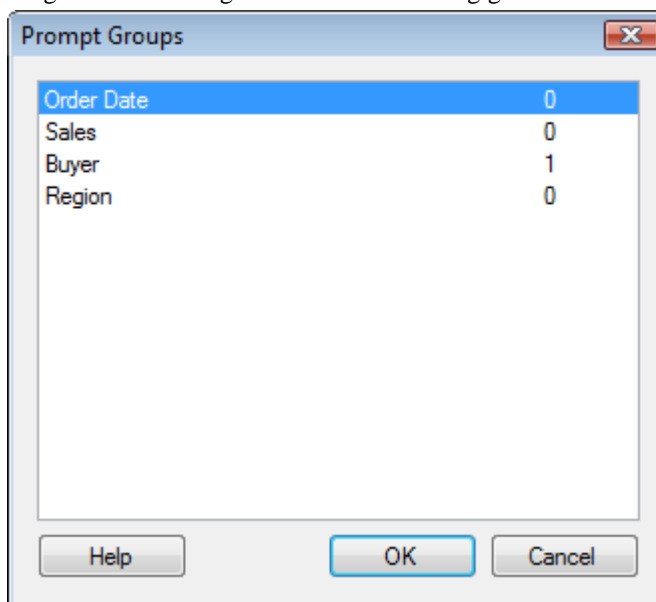 Prompt Groups
Order Date 0
Sales 0
Buyer 1
Region 0
Help OK Cancel